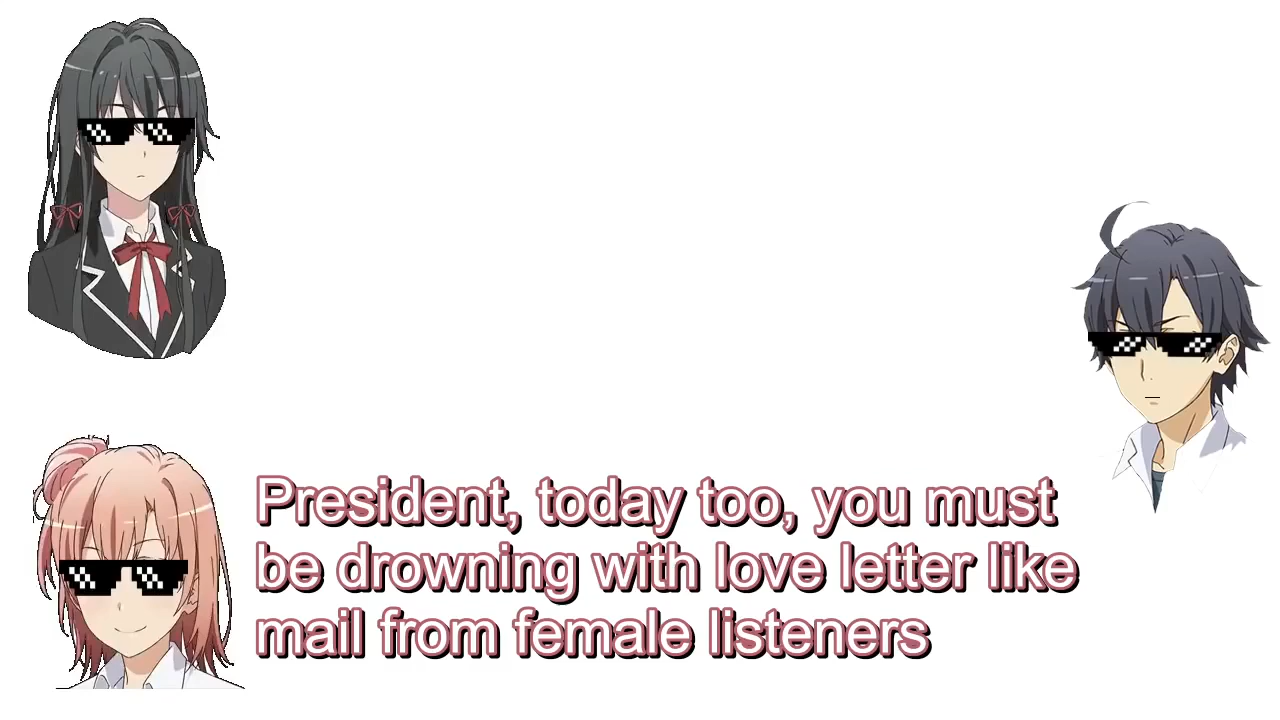 President, today too, you must
be drowning with love letter like
mail from female listeners